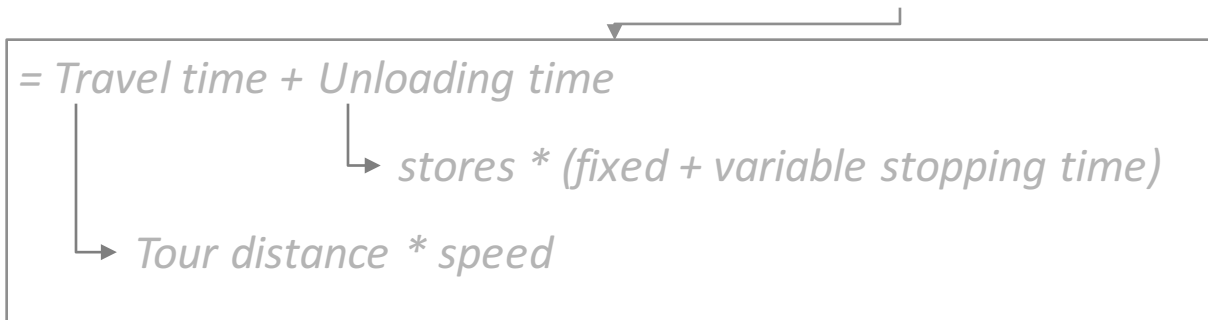 = Travel time + Unloading time
stores * (fixed + variable stopping time)
Tour distance * speed